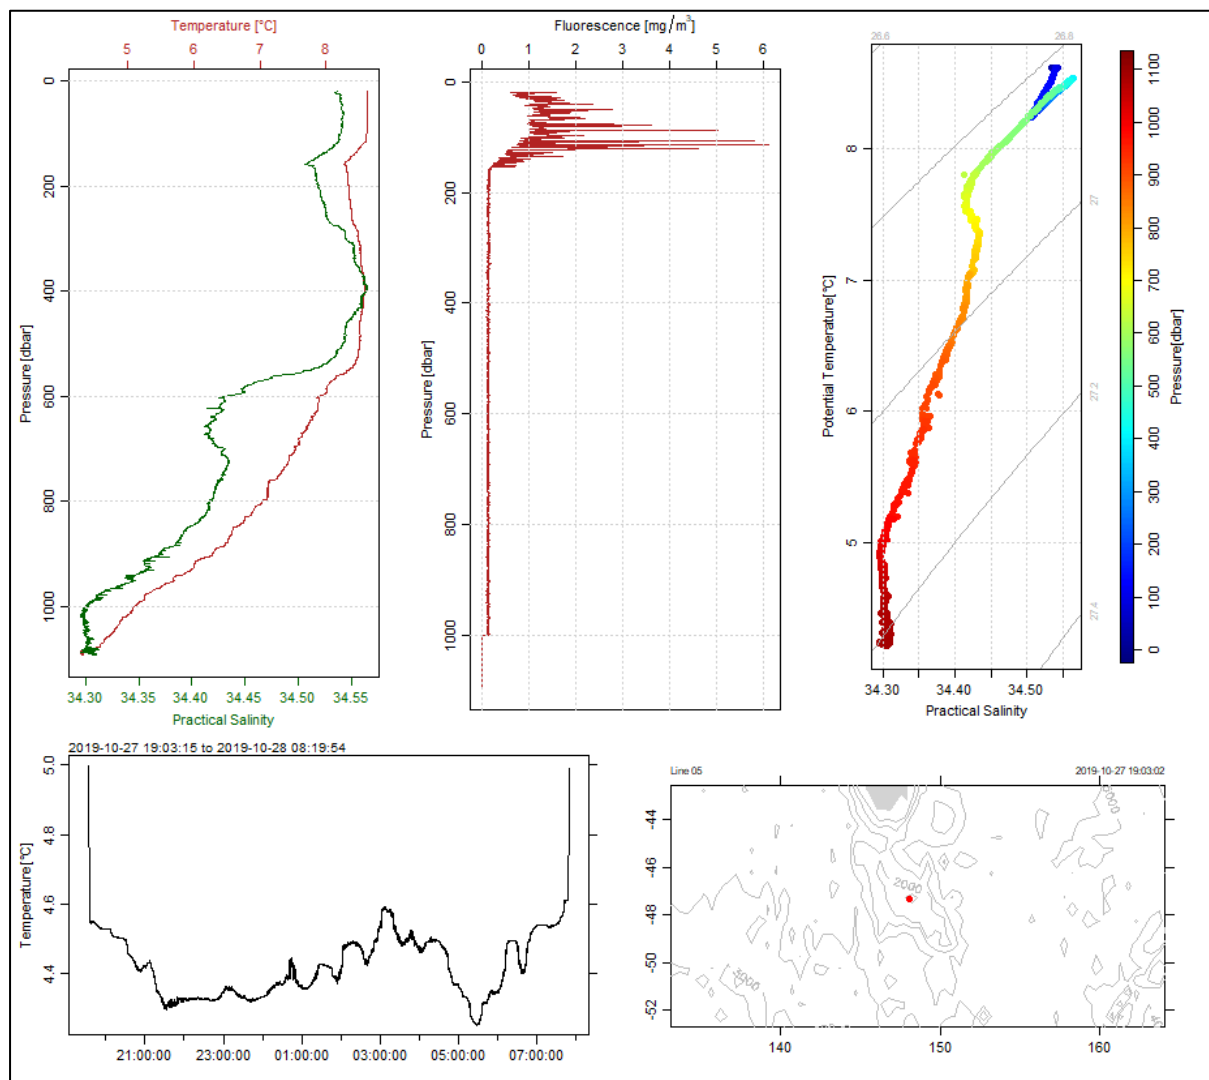 Temperature [°C]
5 6 7 8
0 200 400 600 800 1000
Pressure [dbar]
34.30 34.40 34.45 34.50 34.55
Practical Salinity
Fluorescence [mg/m³]
0 1 2 3 4 5 6
0 200 400 600 800 1000
Pressure [dbar]
26.6 26.8
27
27.2
27.4
8 7 6 5
Potential Temperature[°C]
34.30 34.40 34.50
Practical Salinity
1100
1000
900
800
700
600
500
400
300
200
100
0
Pressure[dbar]
2019-10-27 19:03:15 to 2019-10-28 08:19:54
5.0
4.8
4.6
4.4
Temperature[°C]
21:00:00 23:00:00 01:00:00 03:00:00 05:00:00 07:00:00
Line 05 2019-10-27 19:03:02
-44
-46
-48
-50
-52
2000
140 150 160